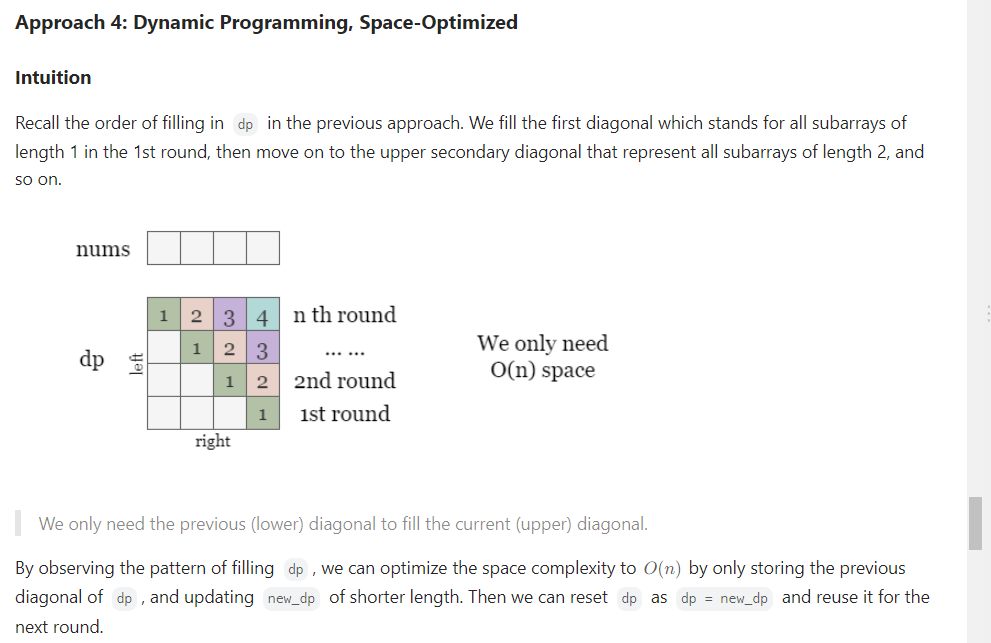 Approach 4: Dynamic Programming, Space-Optimized
Intuition
Recall the order of filling in dp in the previous approach. We fill the first diagonal which stands for all subarrays of
length 1 in the 1st round, then move on to the upper secondary diagonal that represent all subarrays of length 2, and
so on.
nums
1 2 3 4 n th round
1 2 3 ... ...
dp left
1 2 2nd round
1 1st round
right
We only need
O(n) space
We only need the previous (lower) diagonal to fill the current (upper) diagonal.
By observing the pattern of filling dp , we can optimize the space complexity to O(n) by only storing the previous
diagonal of dp , and updating new_dp of shorter length. Then we can reset dp as dp = new_dp and reuse it for the
next round.